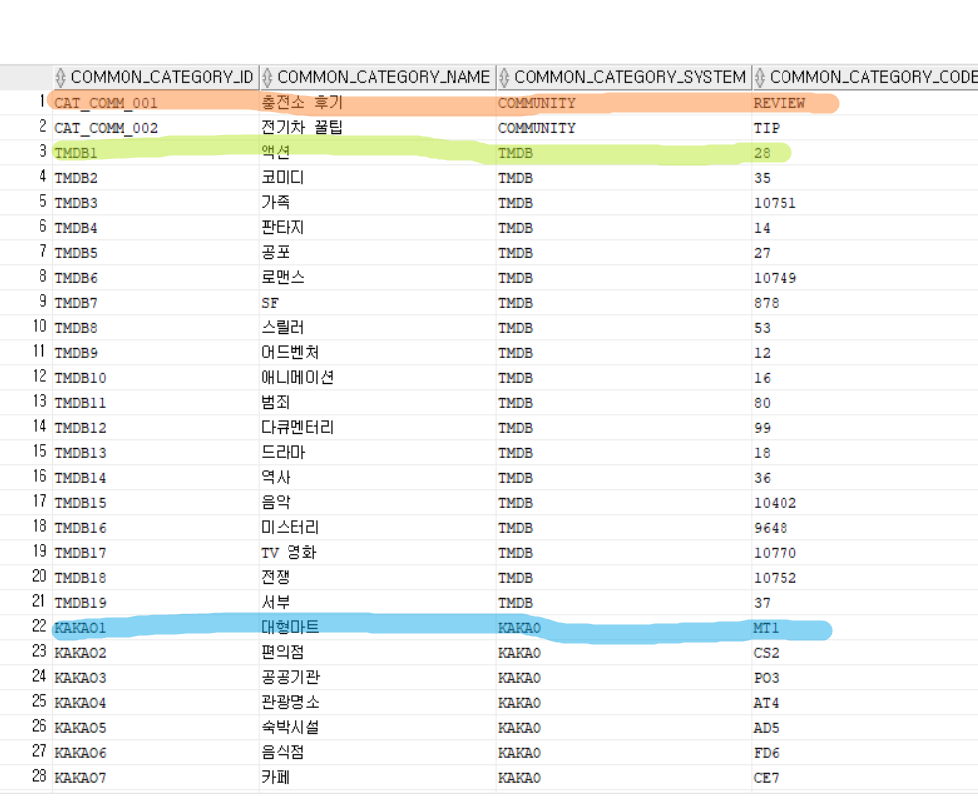 COMMON_CATEGORY_ID COMMON_CATEGORY_NAME COMMON_CATEGORY_SYSTEM COMMON_CATEGORY_CODE
1 CAT_COMM_001 충전소 후기 COMMUNITY REVIEW
2 CAT_COMM_002 전기차 꿀팁 COMMUNITY TIP
3 TMDB1 액션 TMDB 28
4 TMDB2 코미디 TMDB 35
5 TMDB3 가족 TMDB 10751
6 TMDB4 판타지 TMDB 14
7 TMDB5 공포 TMDB 27
8 TMDB6 로맨스 TMDB 10749
9 TMDB7 SF TMDB 878
10 TMDB8 스릴러 TMDB 53
11 TMDB9 어드벤처 TMDB 12
12 TMDB10 애니메이션 TMDB 16
13 TMDB11 범죄 TMDB 80
14 TMDB12 다큐멘터리 TMDB 99
15 TMDB13 드라마 TMDB 18
16 TMDB14 역사 TMDB 36
17 TMDB15 음악 TMDB 10402
18 TMDB16 미스터리 TMDB 9648
19 TMDB17 TV 영화 TMDB 10770
20 TMDB18 전쟁 TMDB 10752
21 TMDB19 서부 TMDB 37
22 KAKAO1 대형마트 KAKAO MT1
23 KAKAO2 편의점 KAKAO CS2
24 KAKAO3 공공기관 KAKAO PO3
25 KAKAO4 관광명소 KAKAO AT4
26 KAKAO5 숙박시설 KAKAO AD5
27 KAKAO6 음식점 KAKAO FD6
28 KAKAO7 카페 KAKAO CE7